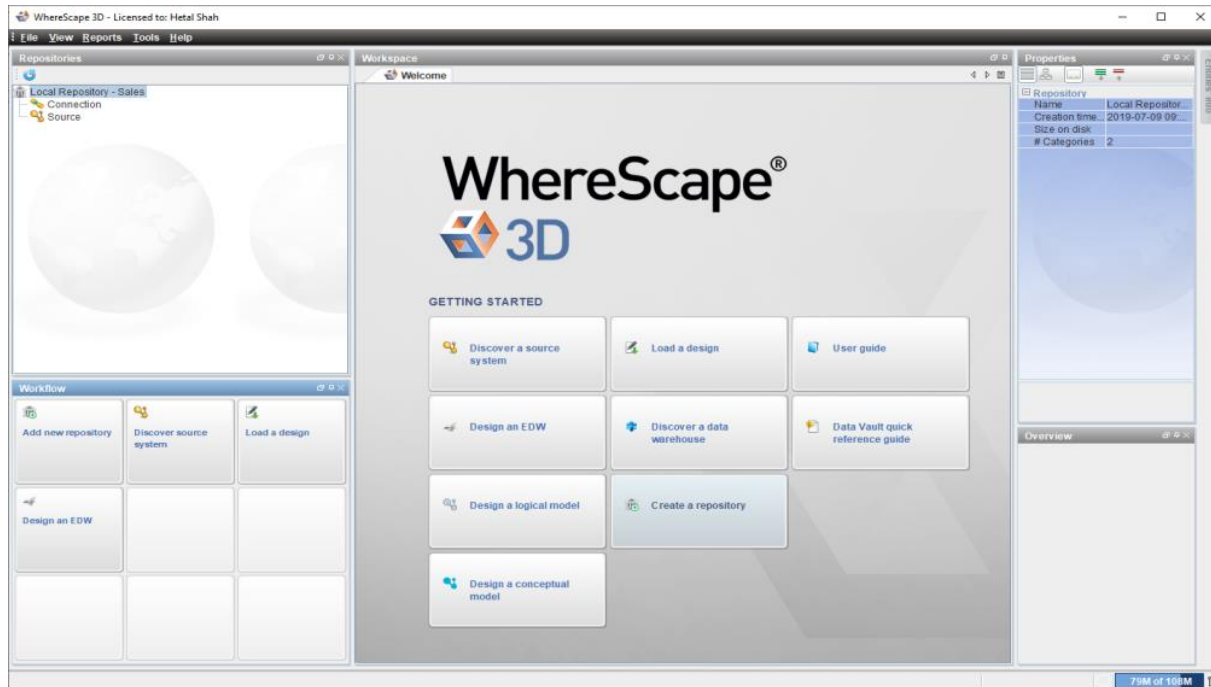 WhereScape 3D - Licensed to: Hetal Shah
File View Reports Tools Help
Repositories
Local Repository - Sales
Connection
Source
Workflow
Add new repository
Discover source
system
Load a design
Design an EDW
Workspace
Welcome
WhereScape®
3D
GETTING STARTED
Discover a source
system
Load a design
User guide
Design an EDW
Discover a data
warehouse
Data Vault quick
reference guide
Design a logical model
Create a repository
Design a conceptual
model
Properties
Repository
Name Local Repositor...
Creation time... 2019-07-09 09:...
Size on disk
# Categories 2
Overview
79M of 108M